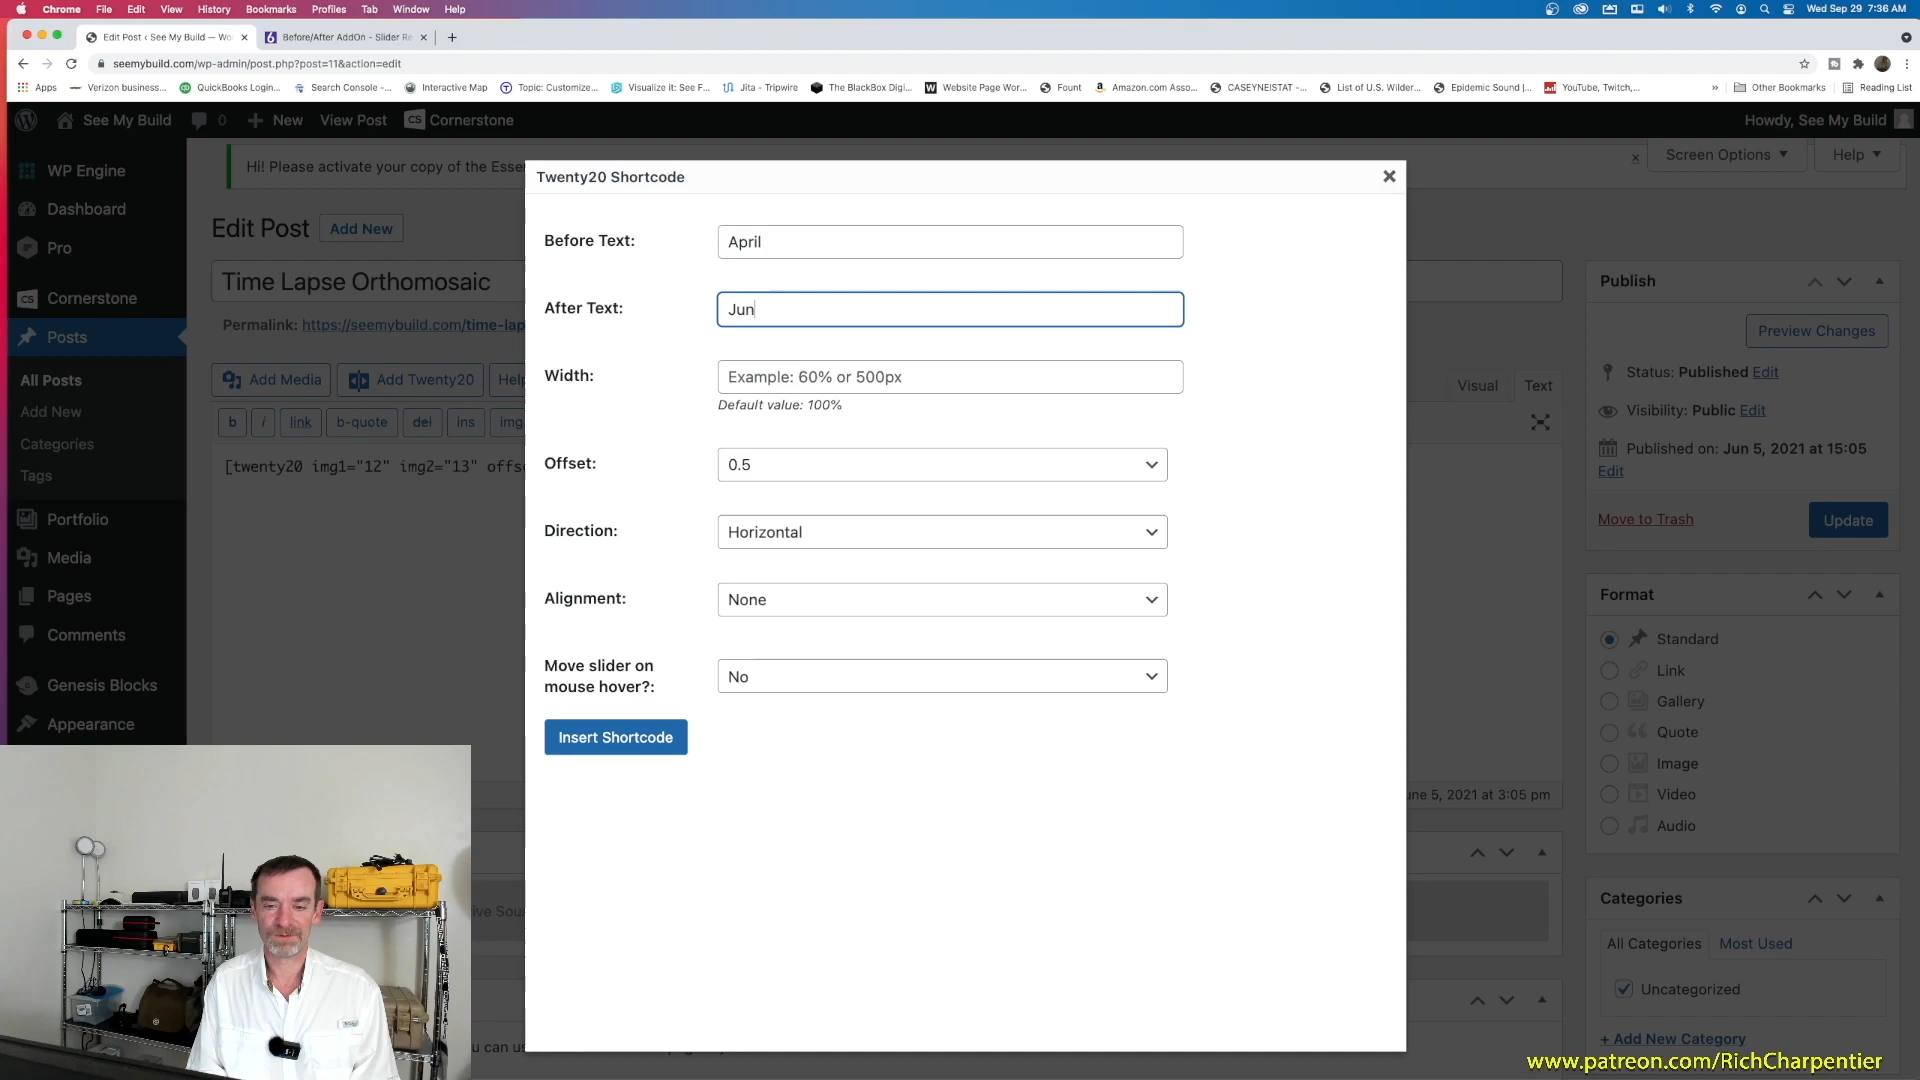 Chrome File Edit View History Bookmarks Profiles Tab Window Help Wed Sep 29 7:36 AM
Edit Post ‹ See My Build — Wo Before/After AddOn - Slider Re
seemybuild.com/wp-admin/post.php?post=11&action=edit
Apps Verizon business... QuickBooks Login... Search Console -... Interactive Map Topic: Customize... Visualize it: See F... Jita - Tripwire The BlackBox Digi... Website Page Wor... Fount Amazon.com Asso... CASEYNEISTAT -... List of U.S. Wilder... Epidemic Sound |... YouTube, Twitch,... » Other Bookmarks Reading List
See My Build 0 New View Post CS Cornerstone Howdy, See My Build
WP Engine
Dashboard
Pro
CS Cornerstone
Posts
All Posts
Add New
Categories
Tags
Portfolio
Media
Pages
Comments
Genesis Blocks
Appearance
Hi! Please activate your copy of the Esse
Screen Options Help
Edit Post Add New
Time Lapse Orthomosaic
Permalink: https://seemybuild.com/time-lap
Add Media Add Twenty20 Help
Visual Text
b i link b-quote del ins img
[twenty20 img1="12" img2="13" offse
une 5, 2021 at 3:05 pm
Twenty20 Shortcode
Before Text: April
After Text: Jun
Width: Example: 60% or 500px
Default value: 100%
Offset: 0.5
Direction: Horizontal
Alignment: None
Move slider on
mouse hover?: No
Insert Shortcode
Publish
Preview Changes
Status: Published Edit
Visibility: Public Edit
Published on: Jun 5, 2021 at 15:05
Edit
Move to Trash Update
Format
Standard
Link
Gallery
Quote
Image
Video
Audio
Categories
All Categories Most Used
Uncategorized
+ Add New Category
www.patreon.com/RichCharpentier